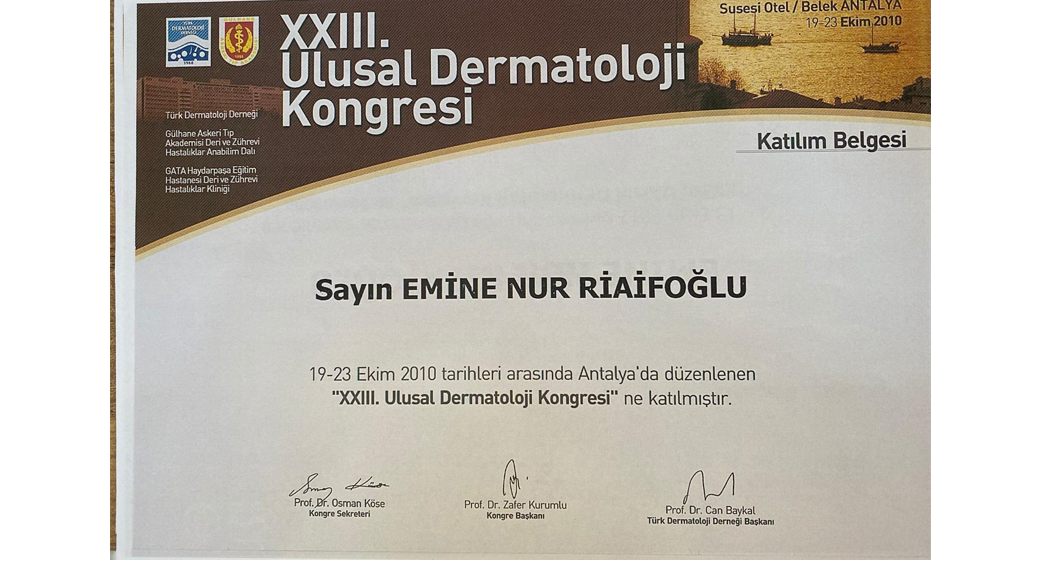 Susesi Otel / Belek ANTALYA
19-23 Ekim 2010
XXIII.
Ulusal Dermatoloji
Kongresi
Türk Dermatoloji Derneği
Gülhane Askeri Tıp
Akademisi Deri ve Zührevi
Hastalıklar Anabilim Dalı
GATA Haydarpaşa Eğitim
Hastanesi Deri ve Zührevi
Hastalıklar Kliniği
Katılım Belgesi
Sayın EMİNE NUR RİAİFOĞLU
19-23 Ekim 2010 tarihleri arasında Antalya'da düzenlenen
"XXIII. Ulusal Dermatoloji Kongresi" ne katılmıştır.
Prof. Dr. Osman Köse
Kongre Sekreteri
Prof. Dr. Zafer Kurumlu
Kongre Başkanı
Prof. Dr. Can Baykal
Türk Dermatoloji Derneği Başkanı